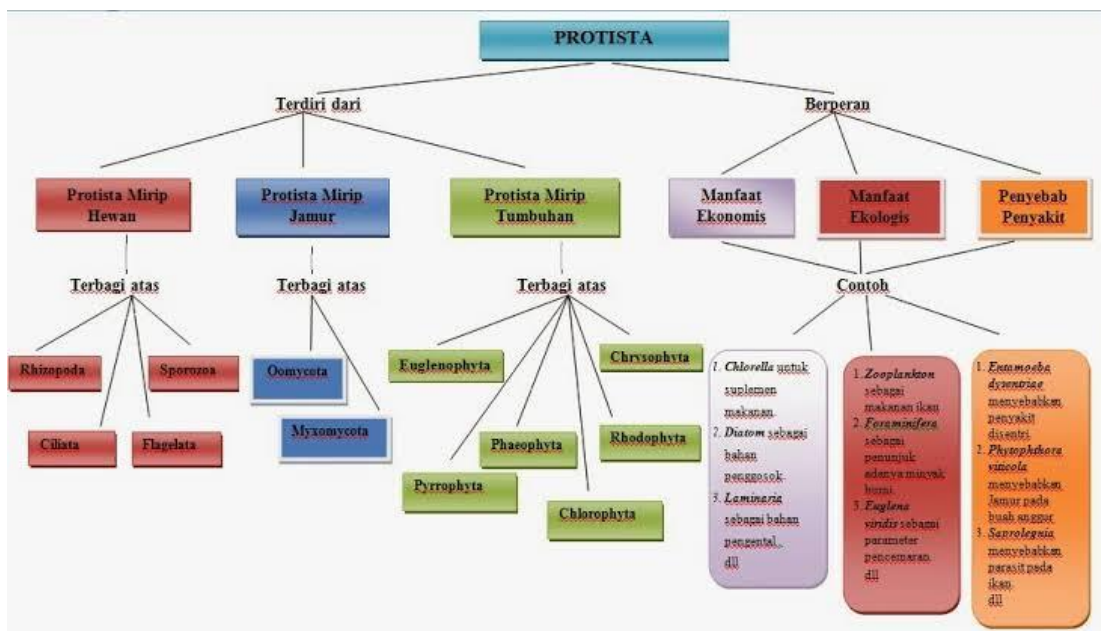 PROTISTA
Terdiri dari
Berperan
Protista Mirip
Hewan
Protista Mirip
Jamur
Protista Mirip
Tumbuhan
Manfaat
Ekonomis
Manfaat
Ekologis
Penyebab
Penyakit
Terbagi atas
Terbagi atas
Terbagi atas
Contoh
Rhizopoda
Sporozoa
Ciliata
Flagelata
Oomycota
Myxomycota
Euglenophyta
Chrysophyta
Phaeophyta
Rhodophyta
Pyrrophyta
Chlorophyta
1. Chlorella untuk
suplemen
makanan.
2. Diatom sebagai
bahan
penggosok.
3. Laminaria
sebagai bahan
pengental..
dll
1. Zooplankton
sebagai
makanan ikan
2. Foraminifera
sebagai
penunjuk
adanya minyak
bumi.
3. Euglena
viridis sebagai
parameter
pencemaran.
dll
1. Entamoeba
dysentriae
menyebabkan
penyakit
disentri
2. Phytophthora
viticola
menyebabkan
Jamur pada
buah anggur
3. Saprolegnia
menyebabkan
parasit pada
ikan.
dll